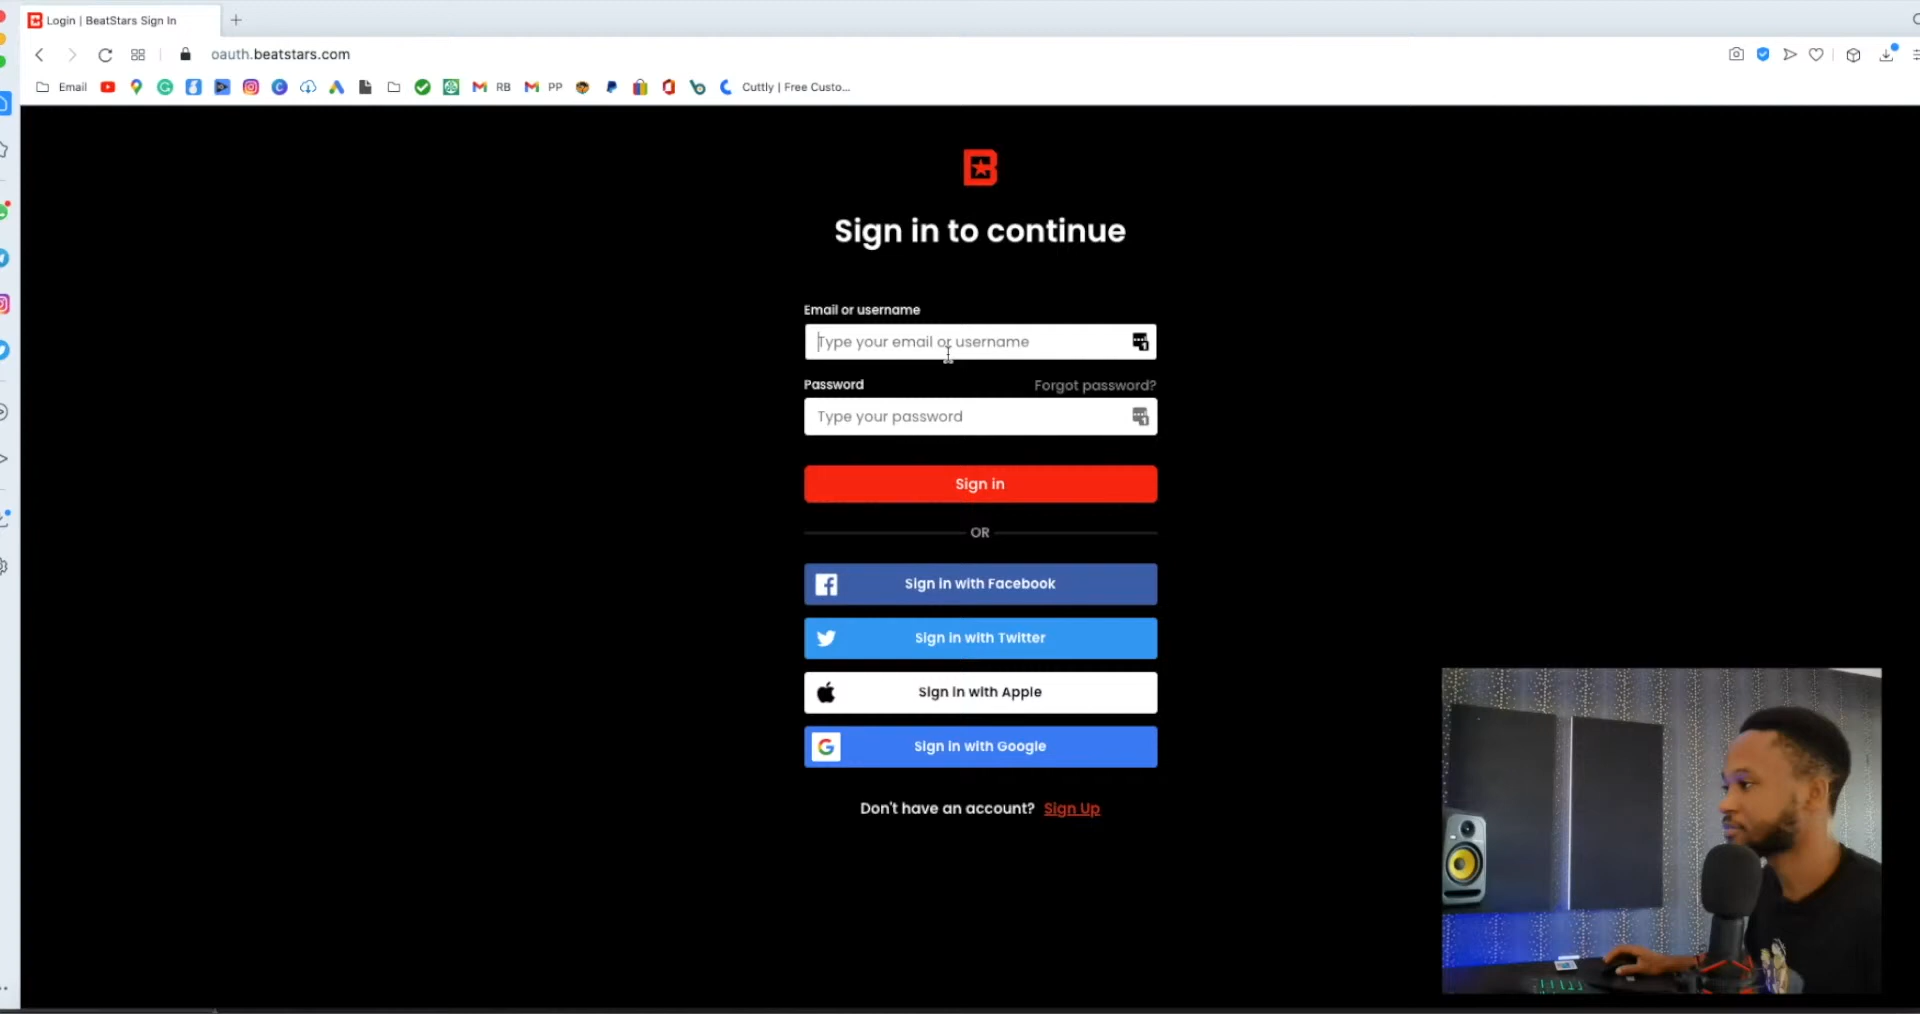 Login | BeatStars Sign In
oauth.beatstars.com
Email
RB
PP
Cuttly | Free Custo...
Sign in to continue
Email or username
Type your email or username
Password
Forgot password?
Type your password
Sign in
OR
Sign in with Facebook
Sign in with Twitter
Sign in with Apple
Sign in with Google
Don't have an account? Sign Up